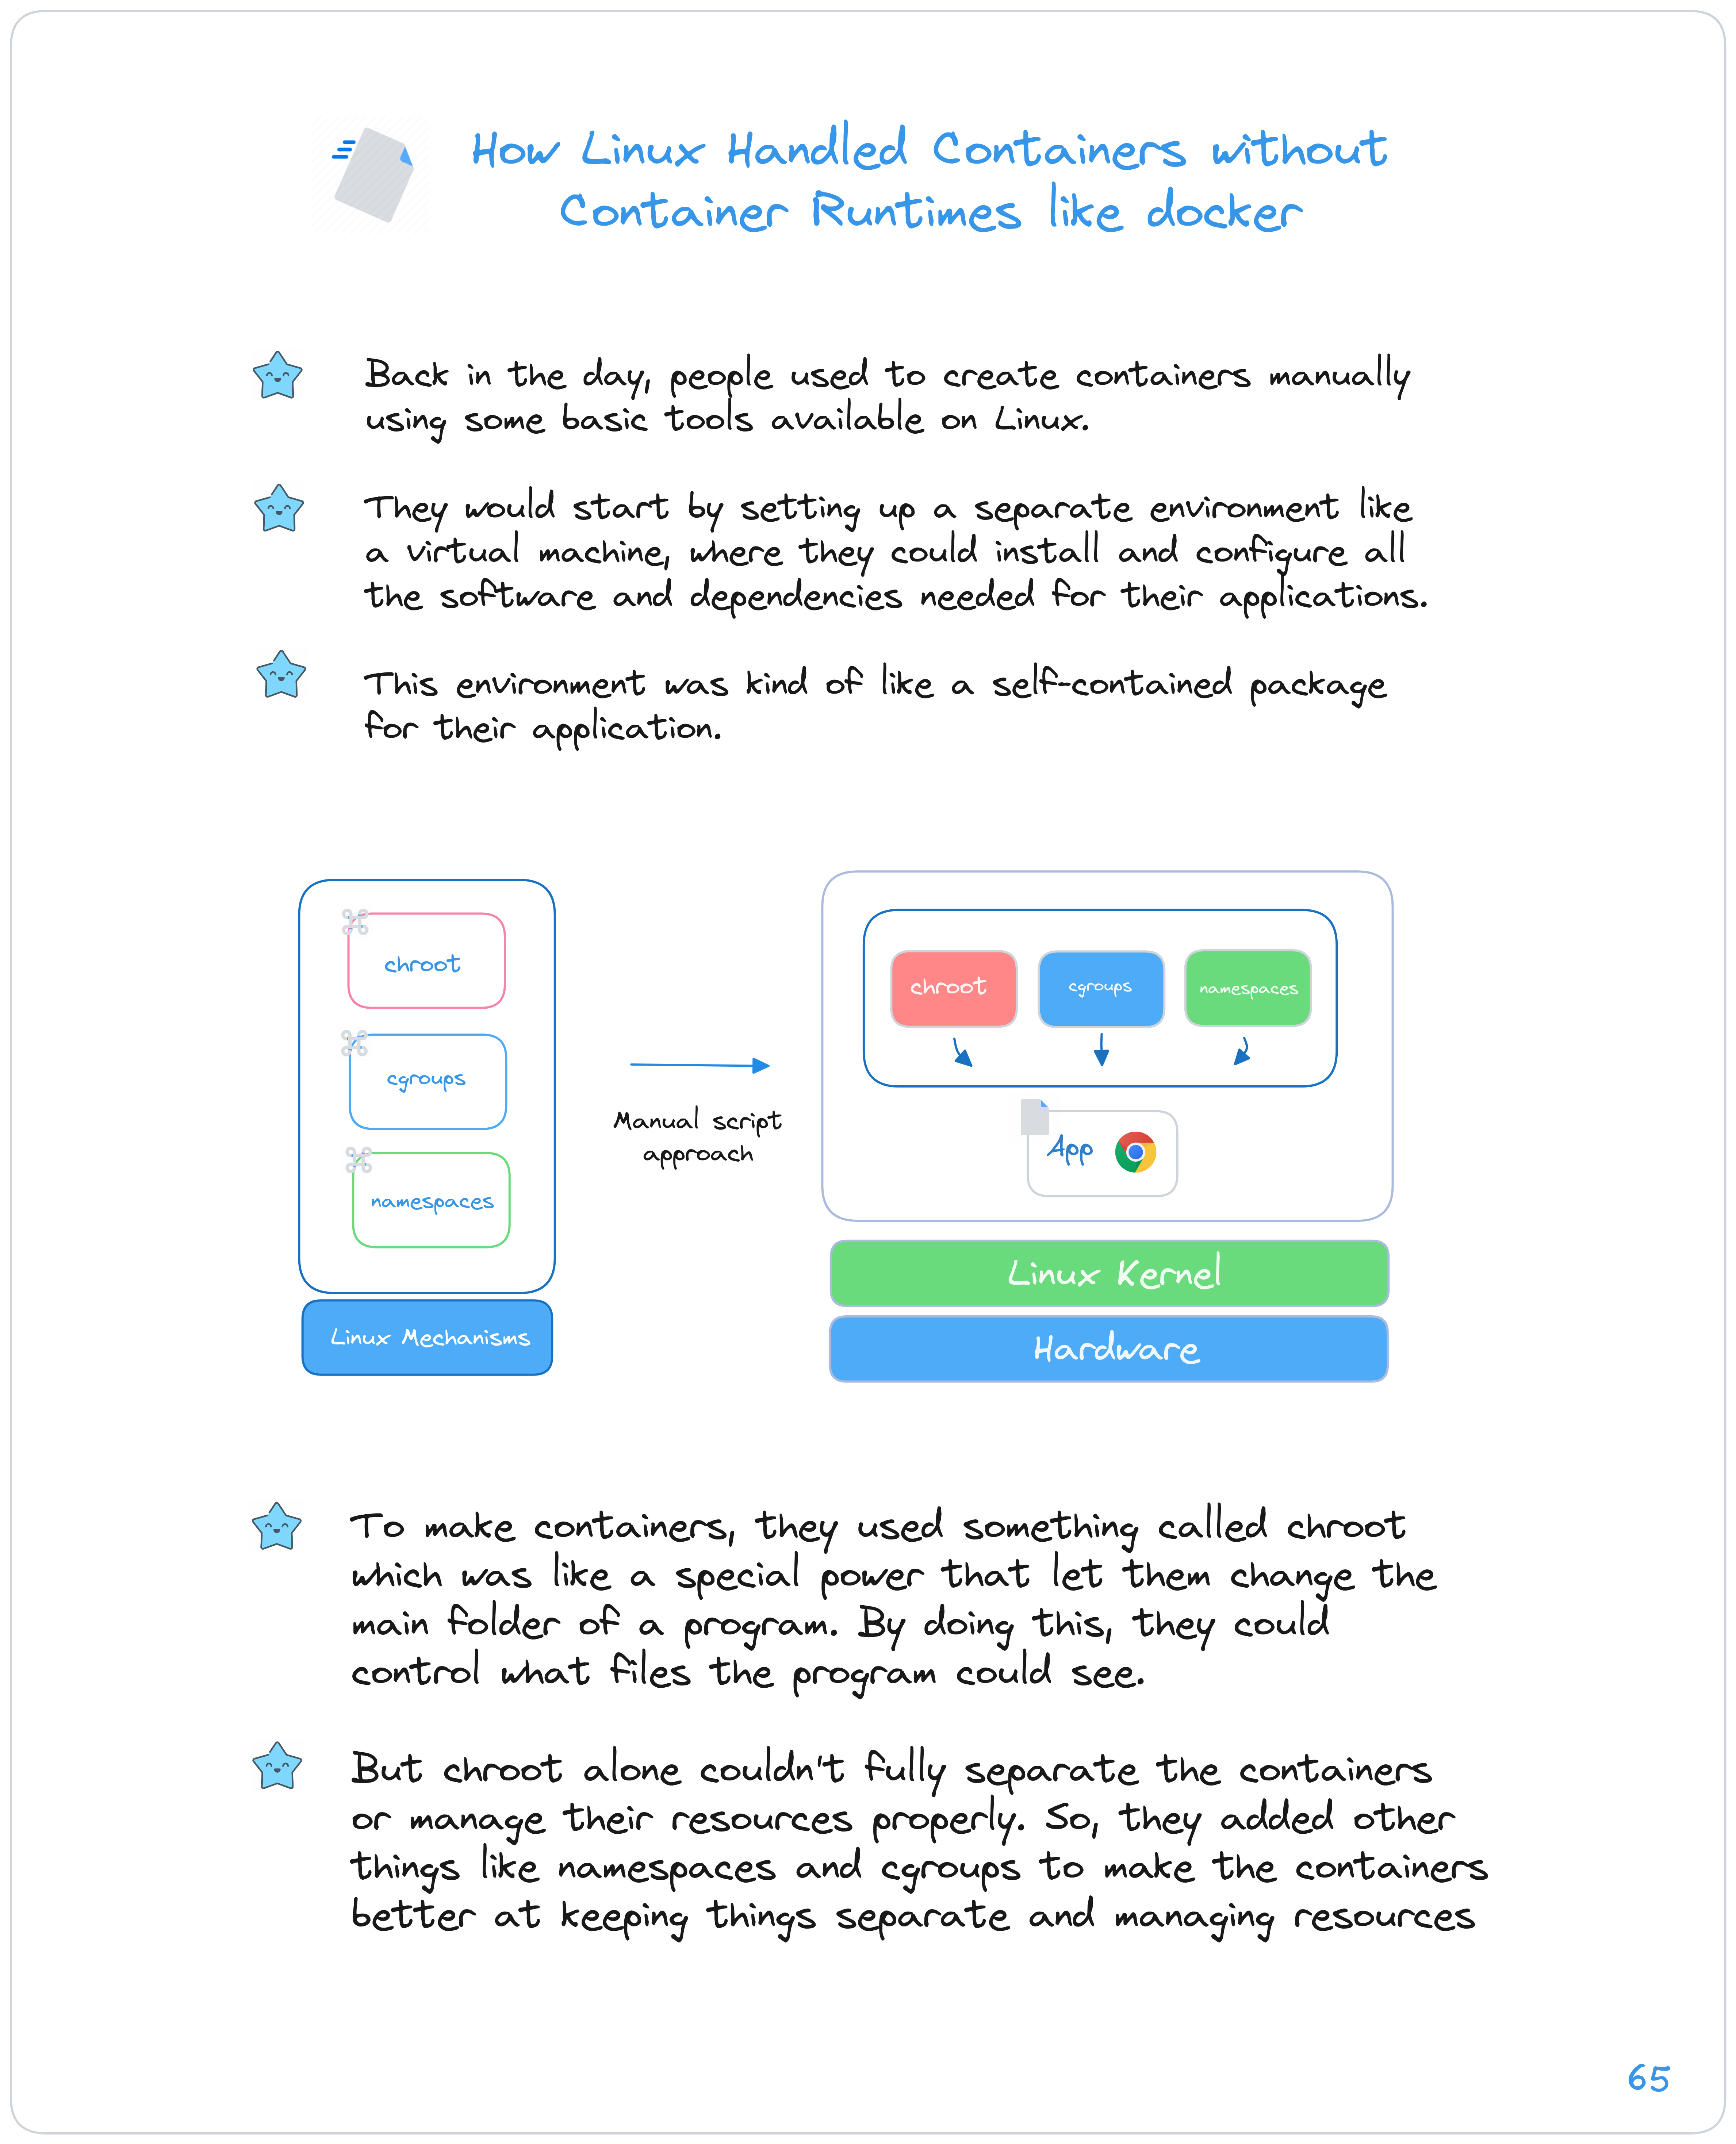 How Linux Handled Containers without
Container Runtimes like docker
Back in the day, people used to create containers manually
using some basic tools available on Linux.
They would start by setting up a separate environment like
a virtual machine, where they could install and configure all
the software and dependencies needed for their applications.
This environment was kind of like a self-contained package
for their application.
chroot
cgroups
namespaces
Linux Mechanisms
Manual script
approach
chroot
cgroups
namespaces
App
Linux Kernel
Hardware
To make containers, they used something called chroot
which was like a special power that let them change the
main folder of a program. By doing this, they could
control what files the program could see.
But chroot alone couldn't fully separate the containers
or manage their resources properly. So, they added other
things like namespaces and cgroups to make the containers
better at keeping things separate and managing resources
65